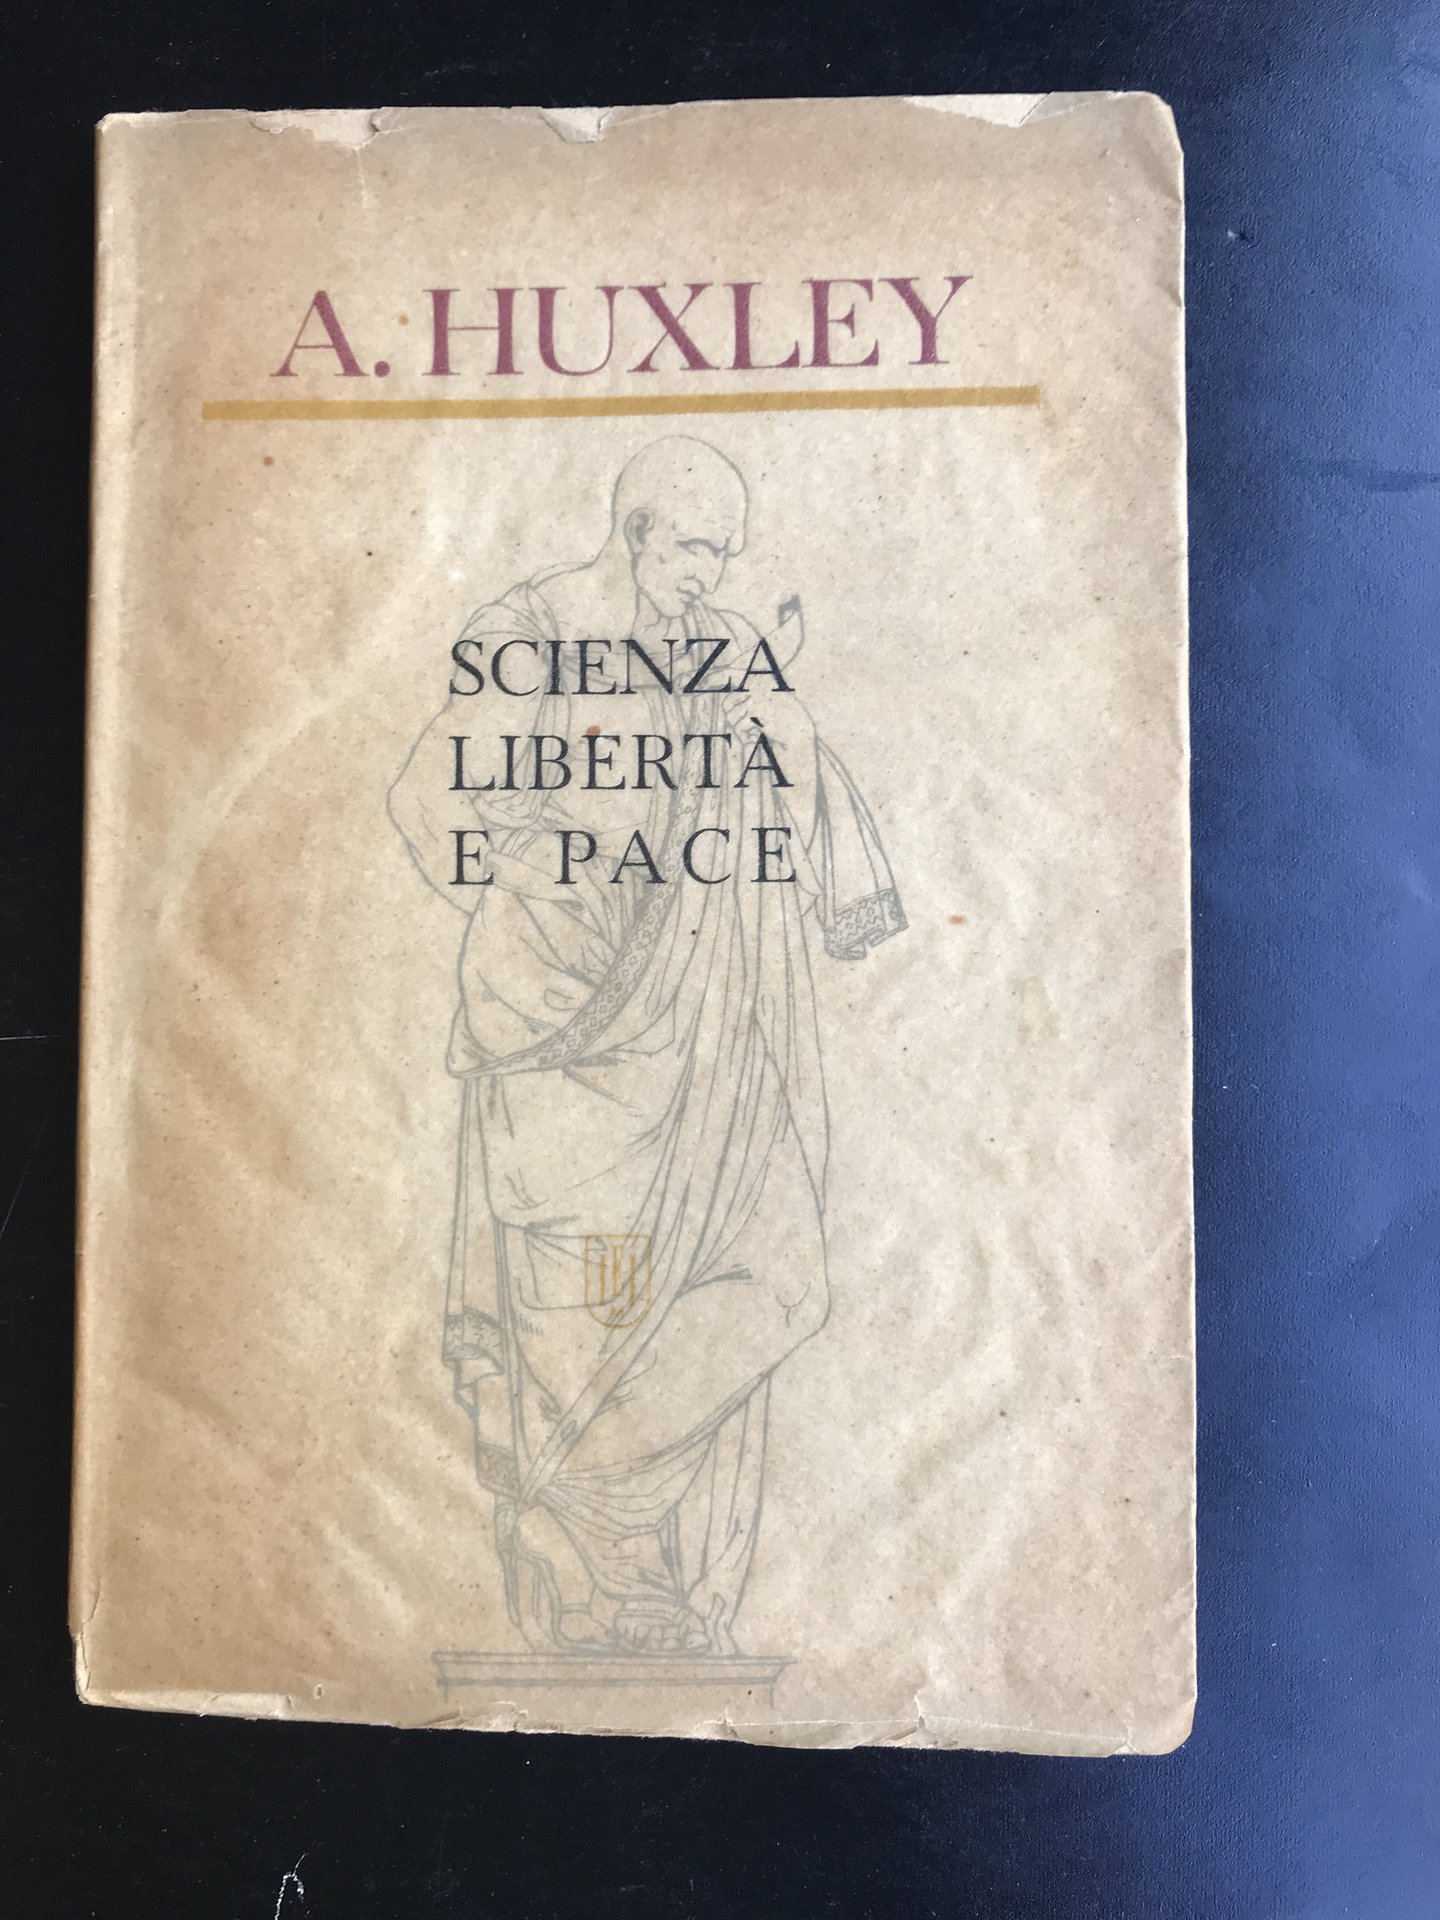 A. HUXLEY
SCIENZA
LIBERTÀ
E PACE